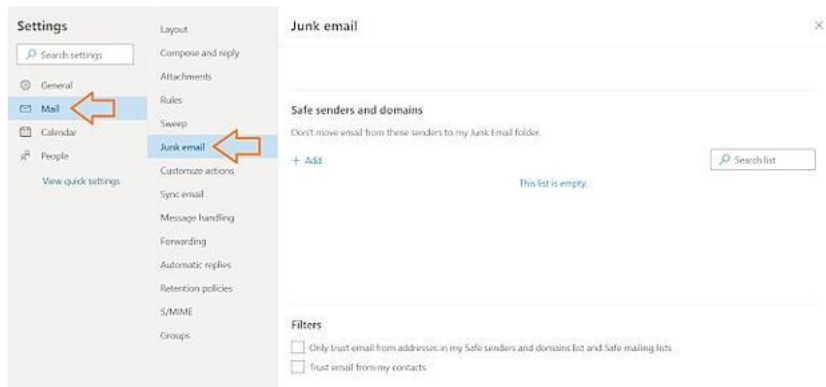 Settings
Search settings
General
Mail
Calendar
People
View quick settings
Layout
Compose and reply
Attachments
Rules
Sweep
Junk email
Customize actions
Sync email
Message handling
Forwarding
Automatic replies
Retention policies
S/MIME
Groups
Junk email
Safe senders and domains
Don't move email from these senders to my Junk Email folder.
+ Add
Search list
This list is empty.
Filters
Only trust email from addresses in my Safe senders and domains list and Safe mailing lists
Trust email from my contacts